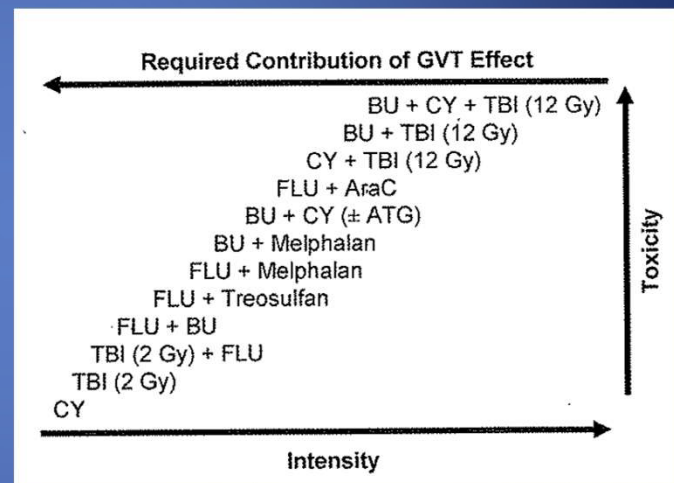 Required Contribution of GVT Effect
BU + CY + TBI (12 Gy)
BU + TBI (12 Gy)
CY + TBI (12 Gy)
FLU + AraC
BU + CY (± ATG)
BU + Melphalan
FLU + Melphalan
FLU + Treosulfan
FLU + BU
TBI (2 Gy) + FLU
TBI (2 Gy)
CY
Toxicity
Intensity